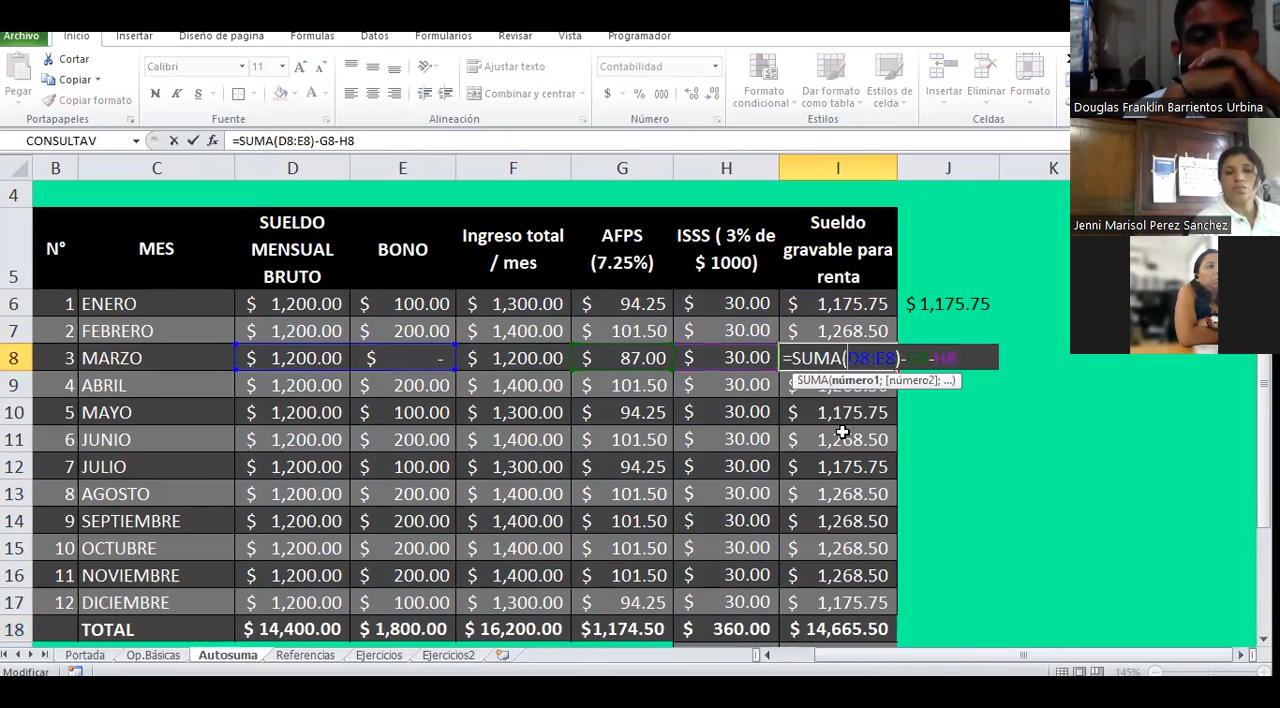 Archivo Inicio Insertar Diseño de página Fórmulas Datos Formularios Revisar Vista Programador
Cortar
Copiar
Copiar formato
Pegar
Calibri 11
N K S
Ajustar texto
Combinar y centrar
Contabilidad
$ % 000
Formato condicional
Dar formato como tabla
Estilos de celda
Insertar Eliminar Formato
Portapapeles Fuente Alineación Número Estilos Celdas
CONSULTAV =SUMA(D8:E8)-G8-H8
B C D E F G H I J K
4
5 N° MES SUELDO MENSUAL BRUTO BONO Ingreso total / mes AFPS (7.25%) ISSS ( 3% de $ 1000) Sueldo gravable para renta
6 1 ENERO $ 1,200.00 $ 100.00 $ 1,300.00 $ 94.25 $ 30.00 $ 1,175.75 $ 1,175.75
7 2 FEBRERO $ 1,200.00 $ 200.00 $ 1,400.00 $ 101.50 $ 30.00 $ 1,268.50
8 3 MARZO $ 1,200.00 $ - $ 1,200.00 $ 87.00 $ 30.00 =SUMA(D8:E8)-G8-H8
SUMA(número1; [número2]; ...)
9 4 ABRIL $ 1,200.00 $ 200.00 $ 1,400.00 $ 101.50 $ 30.00
10 5 MAYO $ 1,200.00 $ 100.00 $ 1,300.00 $ 94.25 $ 30.00 $ 1,175.75
11 6 JUNIO $ 1,200.00 $ 200.00 $ 1,400.00 $ 101.50 $ 30.00 $ 1,268.50
12 7 JULIO $ 1,200.00 $ 100.00 $ 1,300.00 $ 94.25 $ 30.00 $ 1,175.75
13 8 AGOSTO $ 1,200.00 $ 200.00 $ 1,400.00 $ 101.50 $ 30.00 $ 1,268.50
14 9 SEPTIEMBRE $ 1,200.00 $ 200.00 $ 1,400.00 $ 101.50 $ 30.00 $ 1,268.50
15 10 OCTUBRE $ 1,200.00 $ 200.00 $ 1,400.00 $ 101.50 $ 30.00 $ 1,268.50
16 11 NOVIEMBRE $ 1,200.00 $ 200.00 $ 1,400.00 $ 101.50 $ 30.00 $ 1,268.50
17 12 DICIEMBRE $ 1,200.00 $ 100.00 $ 1,300.00 $ 94.25 $ 30.00 $ 1,175.75
18 TOTAL $ 14,400.00 $ 1,800.00 $ 16,200.00 $1,174.50 $ 360.00 $ 14,665.50
Portada Op.Básicas Autosuma Referencias Ejercicios Ejercicios2
Modificar 145%
Douglas Franklin Barrientos Urbina
Jenni Marisol Perez Sanchez